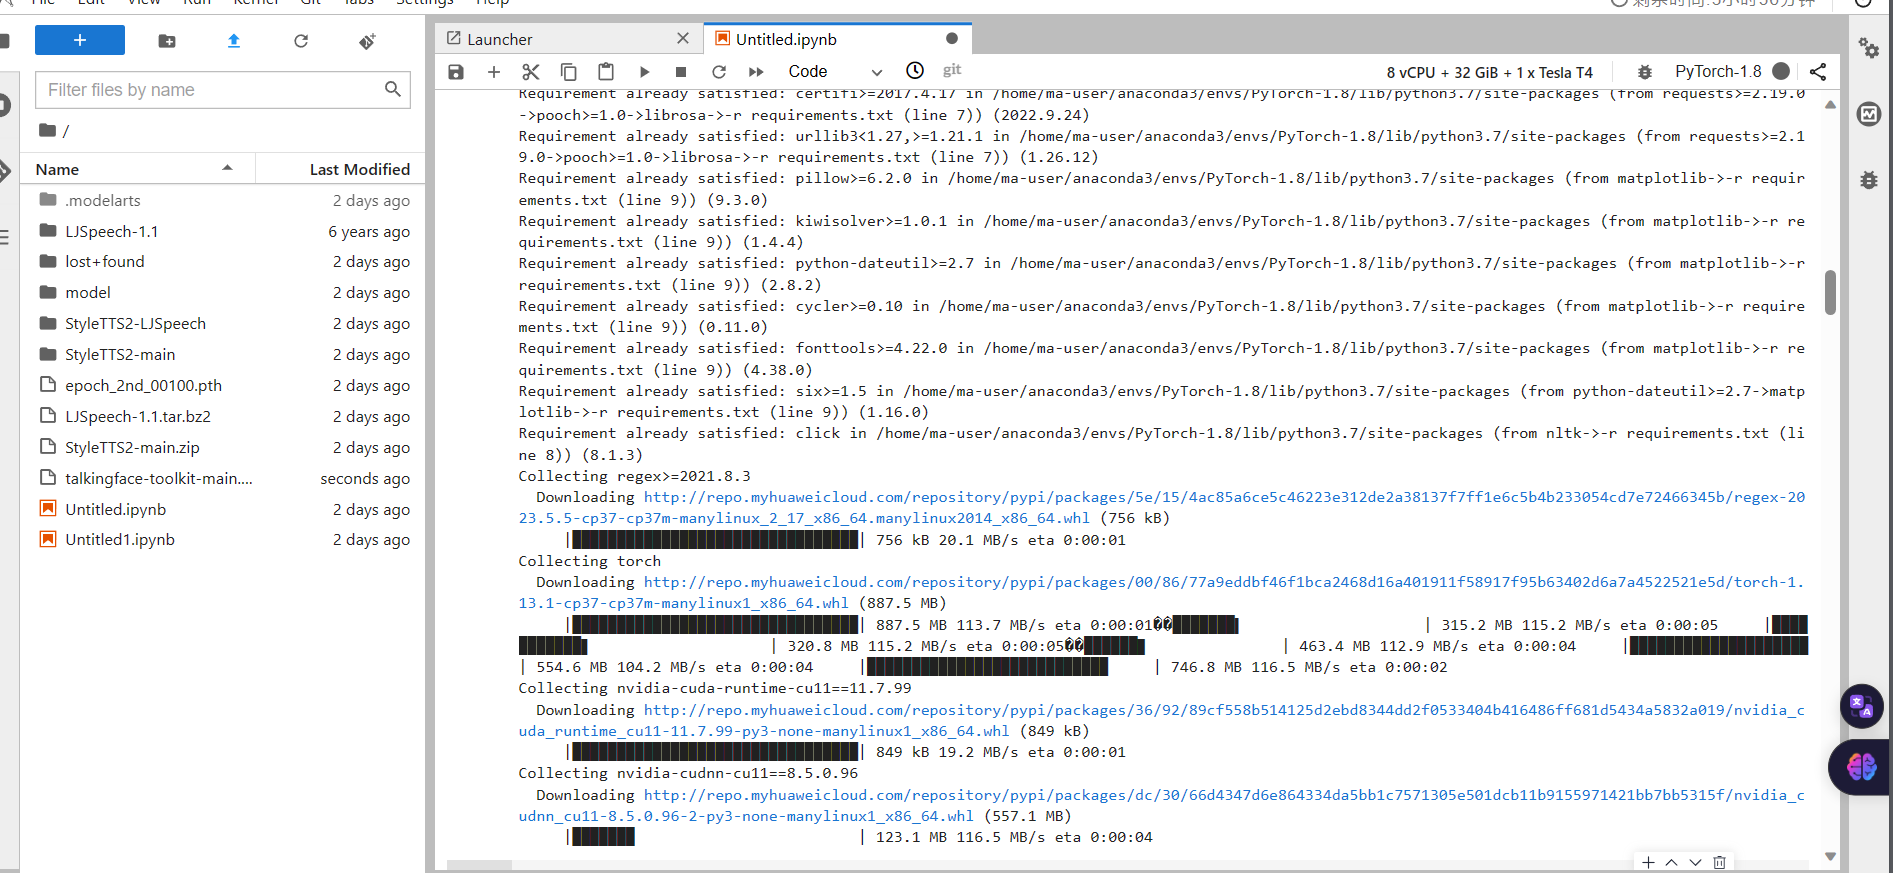 File Edit View Run Kernel Git Tabs Settings Help
剩余时间:3小时56分钟
Launcher
Untitled.ipynb
Code
git
8 vCPU + 32 GiB + 1 x Tesla T4
PyTorch-1.8
Filter files by name
/
Name Last Modified
.modelarts 2 days ago
LJSpeech-1.1 6 years ago
lost+found 2 days ago
model 2 days ago
StyleTTS2-LJSpeech 2 days ago
StyleTTS2-main 2 days ago
epoch_2nd_00100.pth 2 days ago
LJSpeech-1.1.tar.bz2 2 days ago
StyleTTS2-main.zip 2 days ago
talkingface-toolkit-main.... seconds ago
Untitled.ipynb 2 days ago
Untitled1.ipynb 2 days ago
Requirement already satisfied: certifi>=2017.4.17 in /home/ma-user/anaconda3/envs/PyTorch-1.8/lib/python3.7/site-packages (from requests>=2.19.0
->pooch>=1.0->librosa->-r requirements.txt (line 7)) (2022.9.24)
Requirement already satisfied: urllib3<1.27,>=1.21.1 in /home/ma-user/anaconda3/envs/PyTorch-1.8/lib/python3.7/site-packages (from requests>=2.1
9.0->pooch>=1.0->librosa->-r requirements.txt (line 7)) (1.26.12)
Requirement already satisfied: pillow>=6.2.0 in /home/ma-user/anaconda3/envs/PyTorch-1.8/lib/python3.7/site-packages (from matplotlib->-r requir
ements.txt (line 9)) (9.3.0)
Requirement already satisfied: kiwisolver>=1.0.1 in /home/ma-user/anaconda3/envs/PyTorch-1.8/lib/python3.7/site-packages (from matplotlib->-r re
quirements.txt (line 9)) (1.4.4)
Requirement already satisfied: python-dateutil>=2.7 in /home/ma-user/anaconda3/envs/PyTorch-1.8/lib/python3.7/site-packages (from matplotlib->-r
requirements.txt (line 9)) (2.8.2)
Requirement already satisfied: cycler>=0.10 in /home/ma-user/anaconda3/envs/PyTorch-1.8/lib/python3.7/site-packages (from matplotlib->-r require
ments.txt (line 9)) (0.11.0)
Requirement already satisfied: fonttools>=4.22.0 in /home/ma-user/anaconda3/envs/PyTorch-1.8/lib/python3.7/site-packages (from matplotlib->-r re
quirements.txt (line 9)) (4.38.0)
Requirement already satisfied: six>=1.5 in /home/ma-user/anaconda3/envs/PyTorch-1.8/lib/python3.7/site-packages (from python-dateutil>=2.7->matp
lotlib->-r requirements.txt (line 9)) (1.16.0)
Requirement already satisfied: click in /home/ma-user/anaconda3/envs/PyTorch-1.8/lib/python3.7/site-packages (from nltk->-r requirements.txt (li
ne 8)) (8.1.3)
Collecting regex>=2021.8.3
Downloading http://repo.myhuaweicloud.com/repository/pypi/packages/5e/15/4ac85a6ce5c46223e312de2a38137f7ff1e6c5b4b233054cd7e72466345b/regex-20
23.5.5-cp37-cp37m-manylinux_2_17_x86_64.manylinux2014_x86_64.whl (756 kB)
|████████████████████████████████| 756 kB 20.1 MB/s eta 0:00:01
Collecting torch
Downloading http://repo.myhuaweicloud.com/repository/pypi/packages/00/86/77a9eddbf46f1bca2468d16a401911f58917f95b63402d6a7a4522521e5d/torch-1.
13.1-cp37-cp37m-manylinux1_x86_64.whl (887.5 MB)
|████████████████████████████████| 887.5 MB 113.7 MB/s eta 0:00:01��███████▌ | 315.2 MB 115.2 MB/s eta 0:00:05 |████
███████▋ | 320.8 MB 115.2 MB/s eta 0:00:05��██████▊ | 463.4 MB 112.9 MB/s eta 0:00:04 |████████████████████
| 554.6 MB 104.2 MB/s eta 0:00:04 |███████████████████████████ | 746.8 MB 116.5 MB/s eta 0:00:02
Collecting nvidia-cuda-runtime-cu11==11.7.99
Downloading http://repo.myhuaweicloud.com/repository/pypi/packages/36/92/89cf558b514125d2ebd8344dd2f0533404b416486ff681d5434a5832a019/nvidia_c
uda_runtime_cu11-11.7.99-py3-none-manylinux1_x86_64.whl (849 kB)
|████████████████████████████████| 849 kB 19.2 MB/s eta 0:00:01
Collecting nvidia-cudnn-cu11==8.5.0.96
Downloading http://repo.myhuaweicloud.com/repository/pypi/packages/dc/30/66d4347d6e864334da5bb1c7571305e501dcb11b9155971421bb7bb5315f/nvidia_c
udnn_cu11-8.5.0.96-2-py3-none-manylinux1_x86_64.whl (557.1 MB)
|███████ | 123.1 MB 116.5 MB/s eta 0:00:04